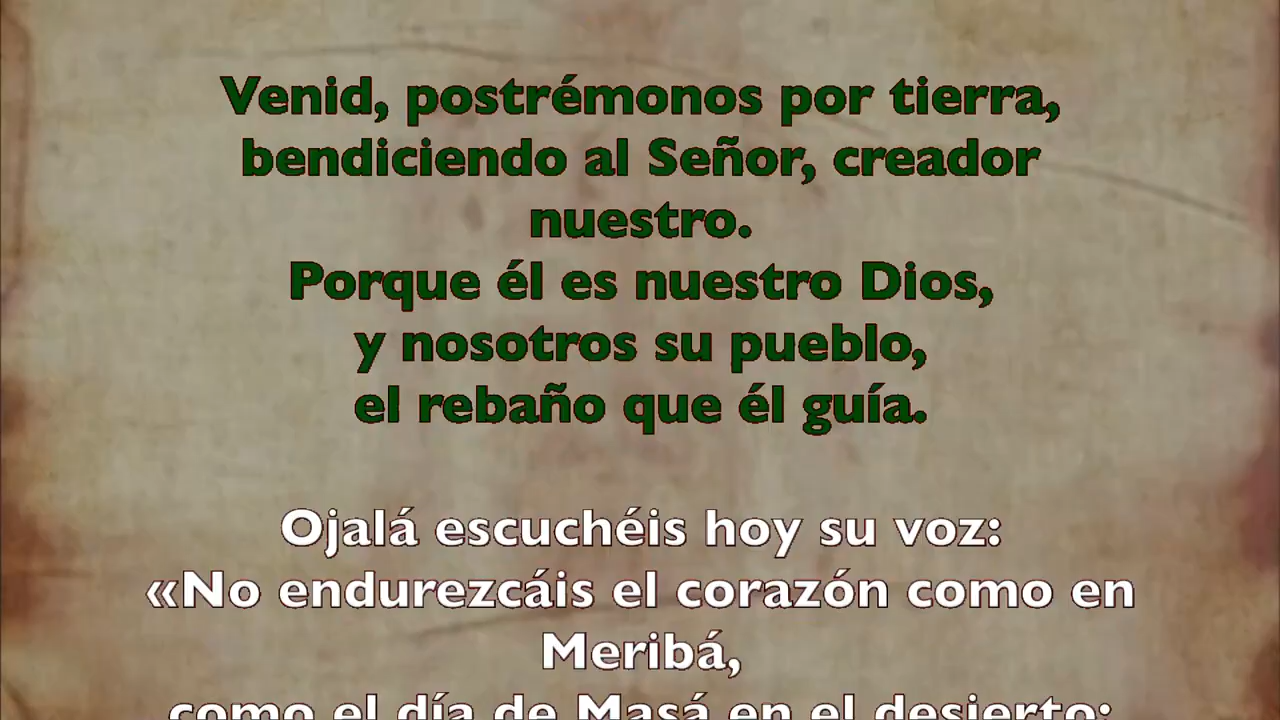 Venid, postrémonos por tierra,
bendiciendo al Señor, creador
nuestro.
Porque él es nuestro Dios,
y nosotros su pueblo,
el rebaño que él guía.
Ojalá escuchéis hoy su voz:
«No endurezcáis el corazón como en
Meribá,
como el día de Masá en el desierto;